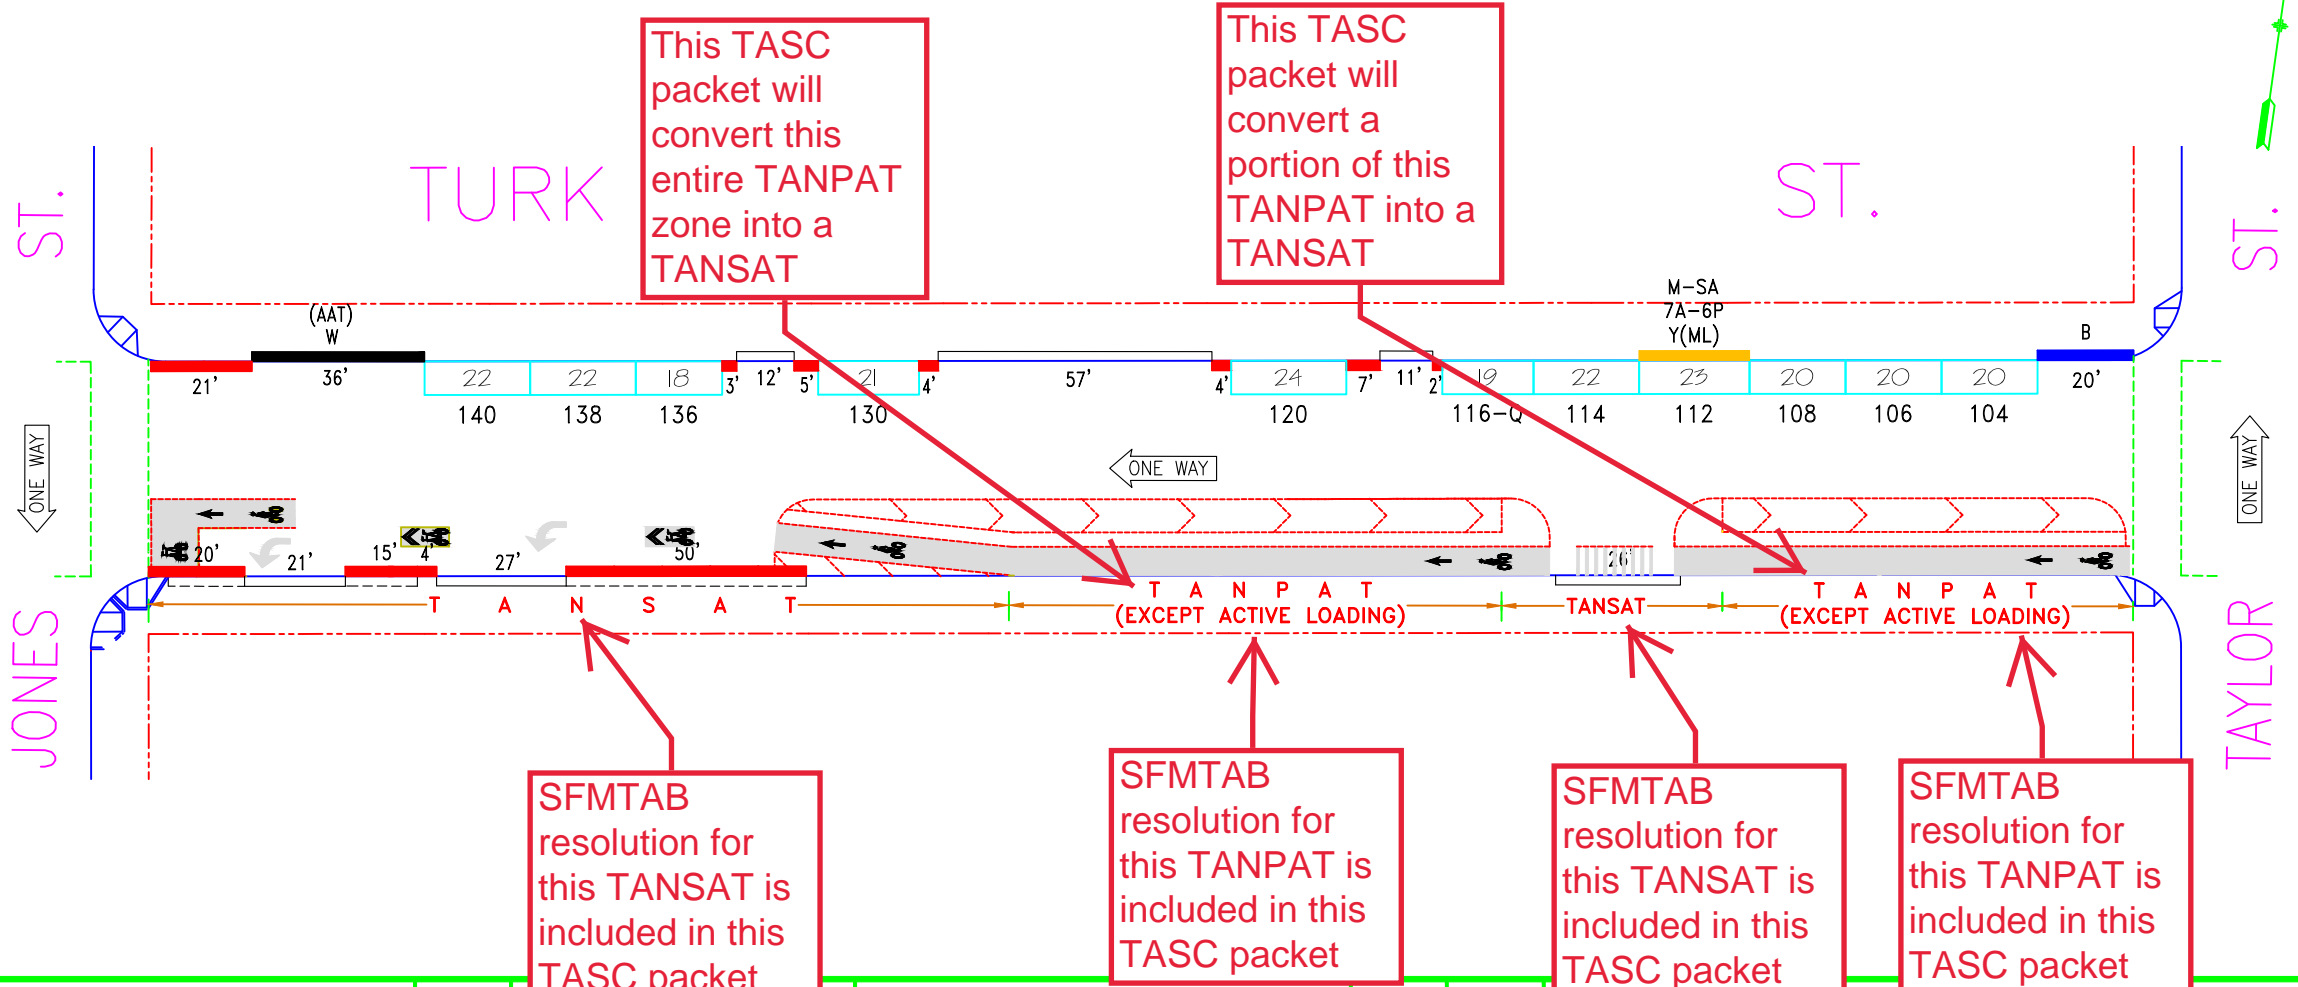 This TASC
packet will
convert this
entire TANPAT
zone into a
TANSAT
This TASC
packet will
convert a
portion of this
TANPAT into a
TANSAT
ST.
TURK
ST.
ST.
(AAT)
W
M-SA
7A-6P
Y(ML)
B
21' 36' 22 22 18 3' 12' 5' 21 4' 57' 4' 24 7' 11' 2' 19 22 23 20 20 20 20'
140 138 136 130 120 116-Q 114 112 108 106 104
ONE WAY
ONE WAY
ONE WAY
20' 21' 15' 4' 27' 50' 26'
T A N S A T
T A N P A T
(EXCEPT ACTIVE LOADING)
TANSAT
T A N P A T
(EXCEPT ACTIVE LOADING)
JONES
TAYLOR
SFMTAB
resolution for
this TANSAT is
included in this
TASC packet
SFMTAB
resolution for
this TANPAT is
included in this
TASC packet
SFMTAB
resolution for
this TANSAT is
included in this
TASC packet
SFMTAB
resolution for
this TANPAT is
included in this
TASC packet